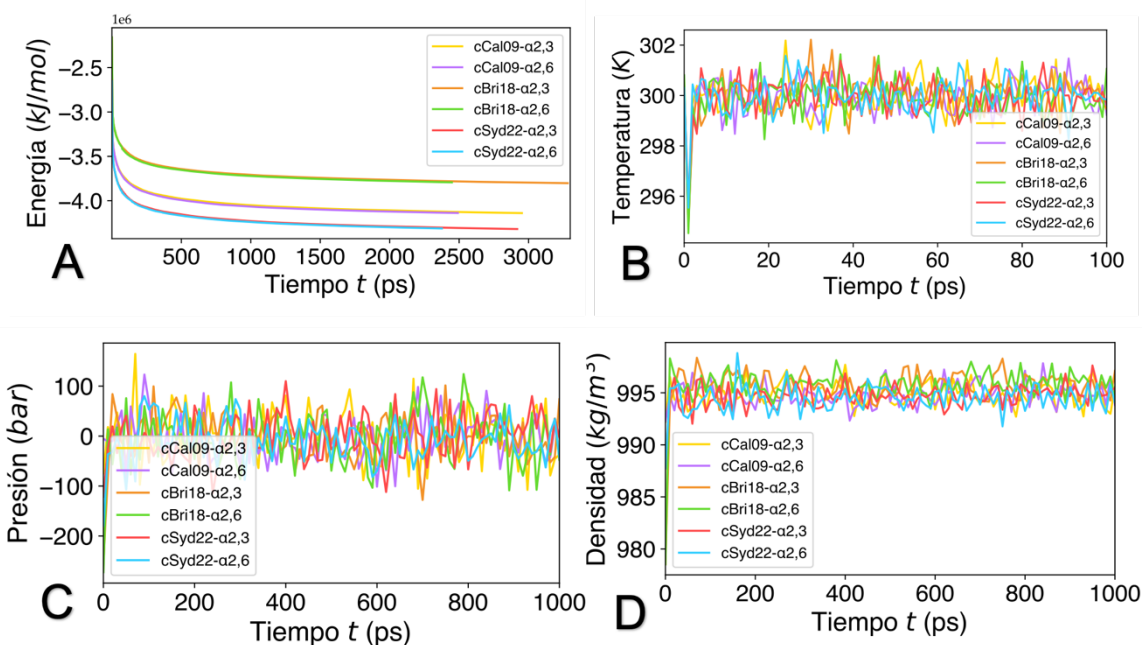 1e6
Energía (kJ/mol)
−2.5
−3.0
−3.5
−4.0
500 1000 1500 2000 2500 3000
Tiempo t (ps)
cCal09-α2,3
cCal09-α2,6
cBri18-α2,3
cBri18-α2,6
cSyd22-α2,3
cSyd22-α2,6
A
B
Temperatura (K)
302
300
298
296
0 20 40 60 80 100
Tiempo t (ps)
cCal09-α2,3
cCal09-α2,6
cBri18-α2,3
cBri18-α2,6
cSyd22-α2,3
cSyd22-α2,6
Presión (bar)
100
0
−100
−200
0 200 400 600 800 1000
Tiempo t (ps)
cCal09-α2,3
cCal09-α2,6
cBri18-α2,3
cBri18-α2,6
cSyd22-α2,3
cSyd22-α2,6
C
Densidad (kg/m³)
995
990
985
980
0 200 400 600 800 1000
Tiempo t (ps)
cCal09-α2,3
cCal09-α2,6
cBri18-α2,3
cBri18-α2,6
cSyd22-α2,3
cSyd22-α2,6
D